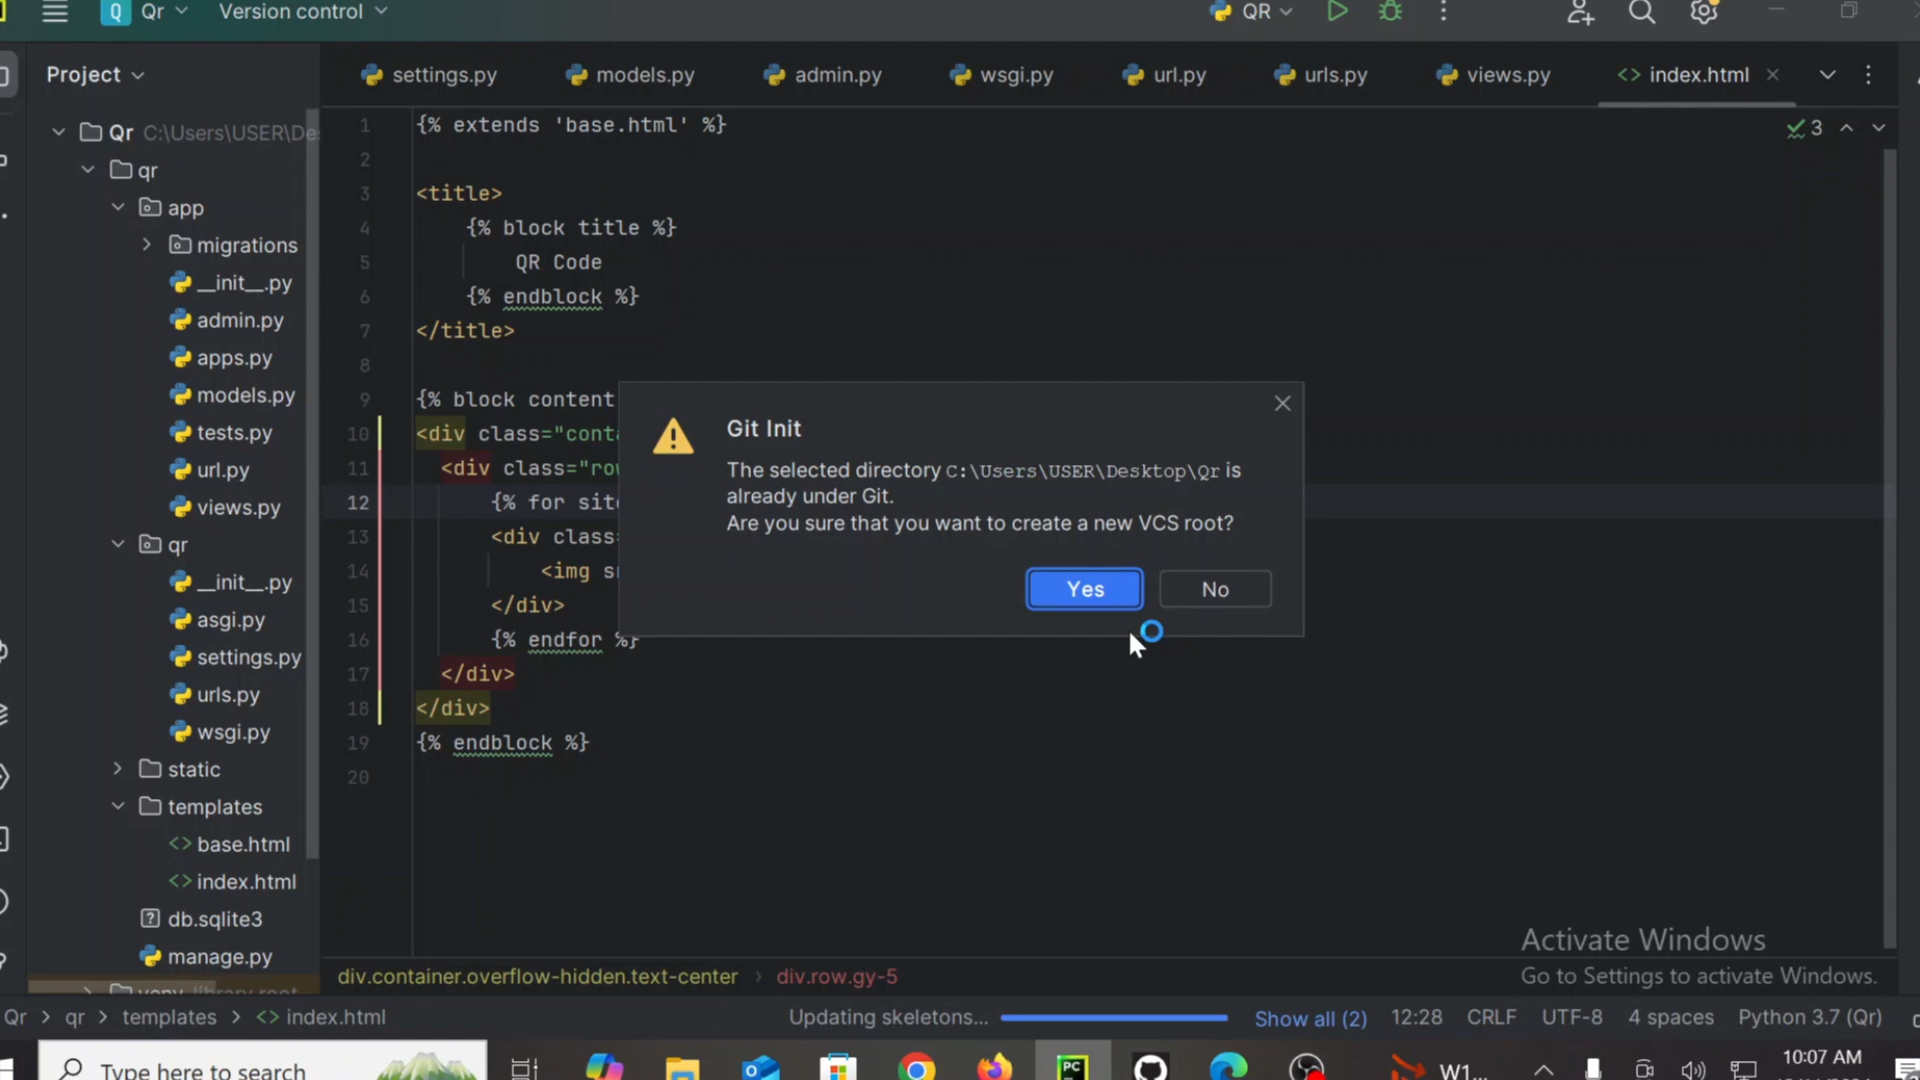 Q Qr Version control QR
Project
settings.py models.py admin.py wsgi.py url.py urls.py views.py <> index.html
Qr C:\Users\USER\De
qr
app
migrations
__init__.py
admin.py
apps.py
models.py
tests.py
url.py
views.py
qr
__init__.py
asgi.py
settings.py
urls.py
wsgi.py
static
templates
<> base.html
<> index.html
db.sqlite3
manage.py
1 {% extends 'base.html' %}
2
3 <title>
4 {% block title %}
5 QR Code
6 {% endblock %}
7 </title>
8
9 {% block content
10 <div class="conta
11 <div class="row
12 {% for site
13 <div class=
14 <img sr
15 </div>
16 {% endfor %}
17 </div>
18 </div>
19 {% endblock %}
20
3
Git Init
The selected directory C:\Users\USER\Desktop\Qr is
already under Git.
Are you sure that you want to create a new VCS root?
Yes No
Activate Windows
Go to Settings to activate Windows.
div.container.overflow-hidden.text-center > div.row.gy-5
Qr > qr > templates > <> index.html Updating skeletons... Show all (2) 12:28 CRLF UTF-8 4 spaces Python 3.7 (Qr)
Type here to search PC W1... 10:07 AM